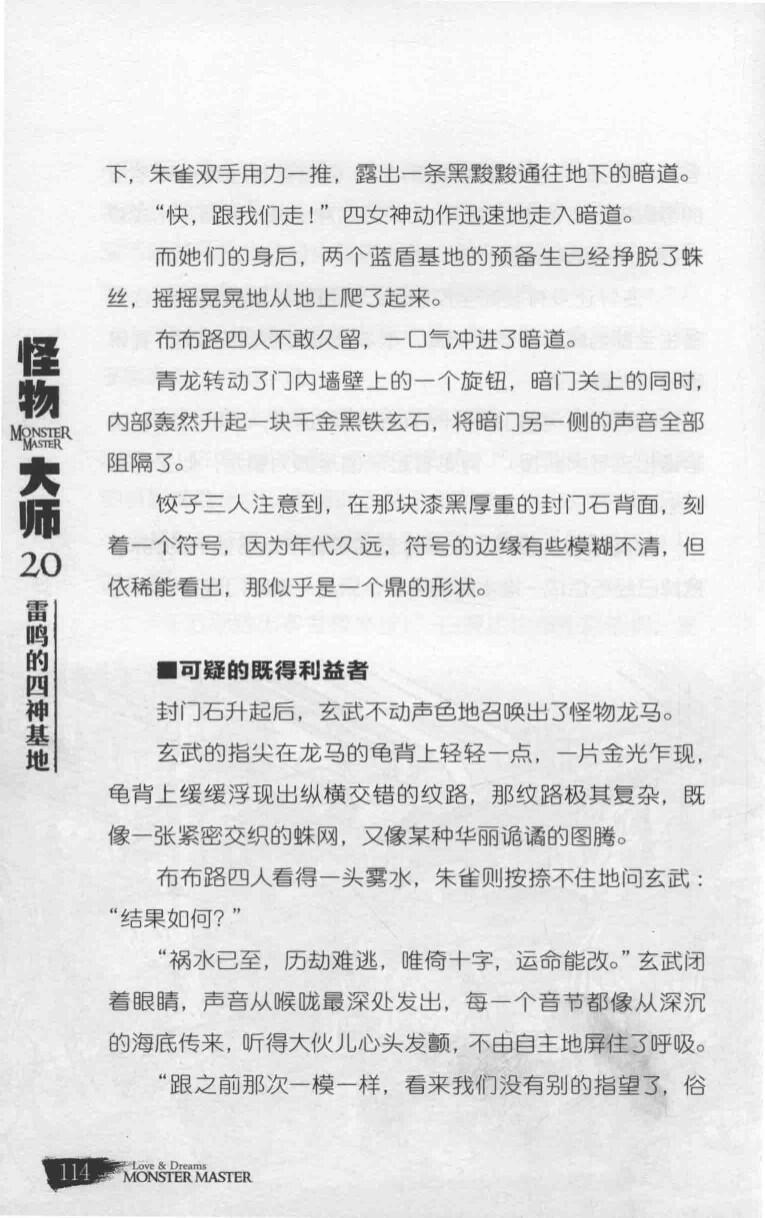 下，朱雀双手用力一推，露出一条黑黢黢通往地下的暗道。
“快，跟我们走！”四女神动作迅速地走入暗道。
而她们的身后，两个蓝盾基地的预备生已经挣脱了蛛
丝，摇摇晃晃地从地上爬了起来。
布布路四人不敢久留，一口气冲进了暗道。
青龙转动了门内墙壁上的一个旋钮，暗门关上的同时，
内部轰然升起一块千金黑铁玄石，将暗门另一侧的声音全部
阻隔了。
饺子三人注意到，在那块漆黑厚重的封门石背面，刻
着一个符号，因为年代久远，符号的边缘有些模糊不清，但
依稀能看出，那似乎是一个鼎的形状。
■可疑的既得利益者
封门石升起后，玄武不动声色地召唤出了怪物龙马。
玄武的指尖在龙马的龟背上轻轻一点，一片金光乍现，
龟背上缓缓浮现出纵横交错的纹路，那纹路极其复杂，既
像一张紧密交织的蛛网，又像某种华丽诡谲的图腾。
布布路四人看得一头雾水，朱雀则按捺不住地问玄武：
“结果如何？”
“祸水已至，历劫难逃，唯倚十字，运命能改。”玄武闭
着眼睛，声音从喉咙最深处发出，每一个音节都像从深沉
的海底传来，听得大伙儿心头发颤，不由自主地屏住了呼吸。
“跟之前那次一模一样，看来我们没有别的指望了，俗
怪物
MONSTER
MASTER
大师
20
雷鸣的四神基地
114
Love & Dreams
MONSTER MASTER